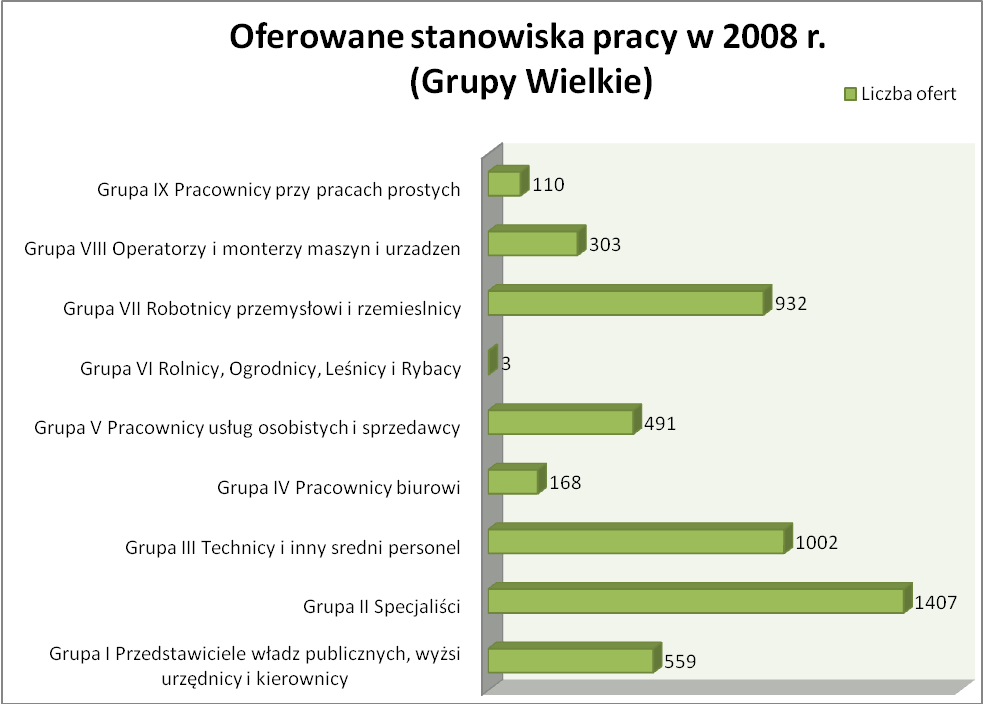 Oferowane stanowiska pracy w 2008 r.
(Grupy Wielkie)
Liczba ofert
Grupa IX Pracownicy przy pracach prostych
110
Grupa VIII Operatorzy i monterzy maszyn i urzadzen
303
Grupa VII Robotnicy przemysłowi i rzemieslnicy
932
Grupa VI Rolnicy, Ogrodnicy, Leśnicy i Rybacy
3
Grupa V Pracownicy usług osobistych i sprzedawcy
491
Grupa IV Pracownicy biurowi
168
Grupa III Technicy i inny sredni personel
1002
Grupa II Specjaliści
1407
Grupa I Przedstawiciele władz publicznych, wyżsi
urzędnicy i kierownicy
559